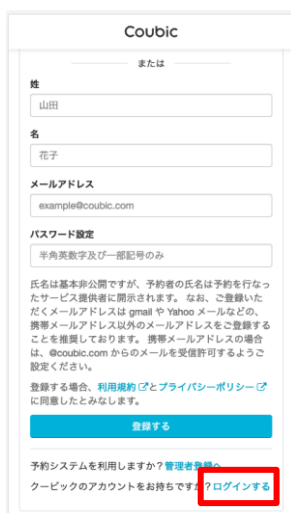 Coubic
または
姓
山田
名
花子
メールアドレス
example@coubic.com
パスワード設定
半角英数字及び一部記号のみ
氏名は基本非公開ですが、予約者の氏名は予約を行なっ
たサービス提供者に開示されます。 なお、ご登録いた
だくメールアドレスは gmail や Yahoo メールなどの、
携帯メールアドレス以外のメールアドレスをご登録する
ことを推奨しております。 携帯メールアドレスの場合
は、@coubic.com からのメールを受信許可するようご
設定ください。
登録する場合、利用規約とプライバシーポリシー
に同意したとみなします。
登録する
予約システムを利用しますか？管理者登録へ
クービックのアカウントをお持ちですか？ログインする